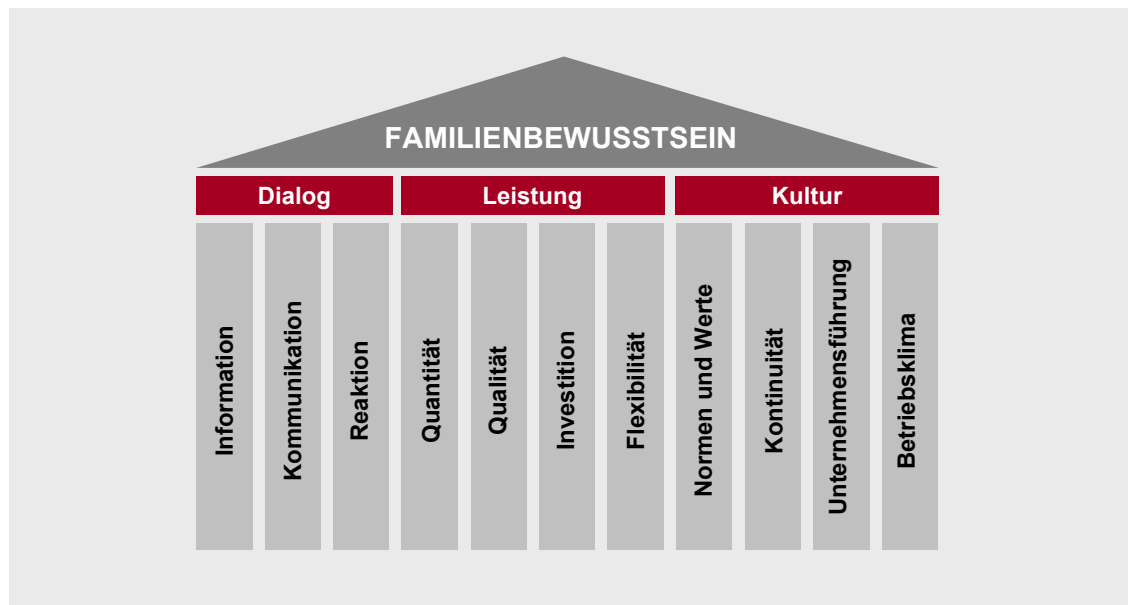 FAMILIENBEWUSSTSEIN
Dialog
Leistung
Kultur
Information
Kommunikation
Reaktion
Quantität
Qualität
Investition
Flexibilität
Normen und Werte
Kontinuität
Unternehmensführung
Betriebsklima